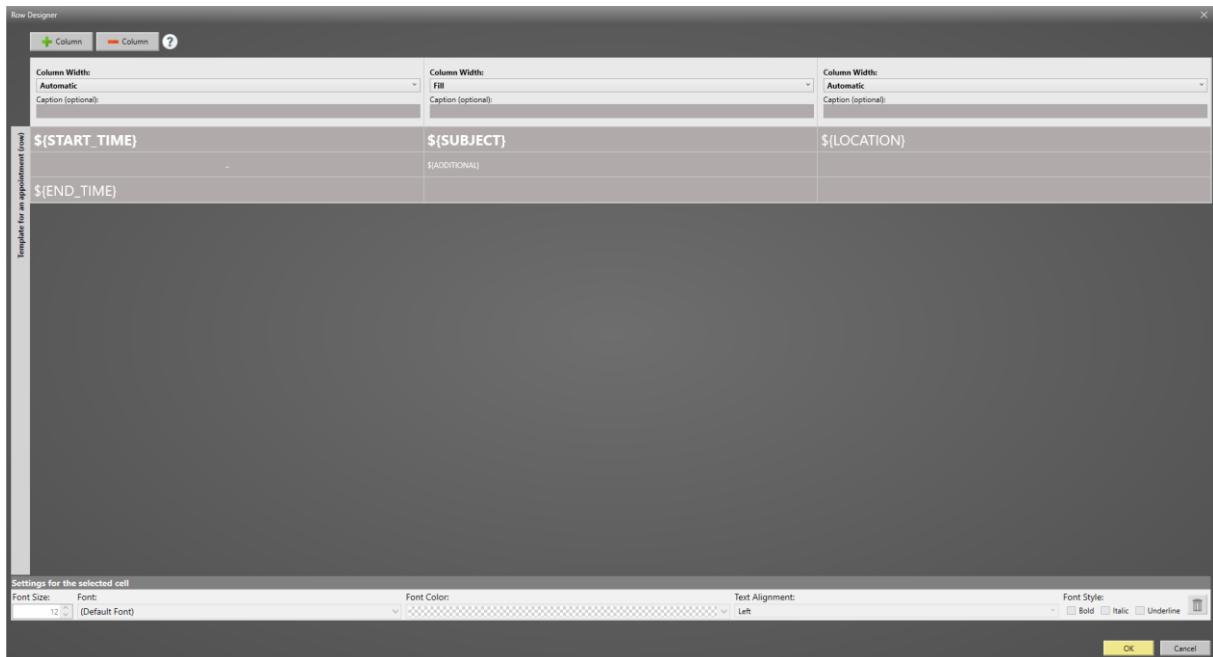 Row Designer
Column Column ?
Column Width: Column Width: Column Width:
Automatic Fill Automatic
Caption (optional): Caption (optional): Caption (optional):
Template for an appointment (row)
${START_TIME} ${SUBJECT} ${LOCATION}
– ${ADDITIONAL}
${END_TIME}
Settings for the selected cell
Font Size: Font: Font Color: Text Alignment: Font Style:
12 (Default Font) Left Bold Italic Underline
OK Cancel